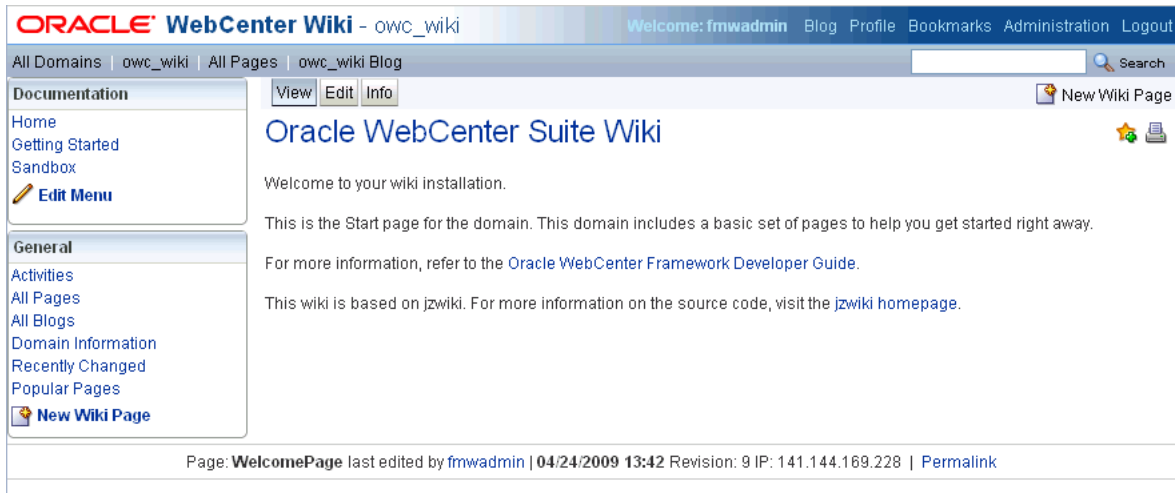 ORACLE WebCenter Wiki - owc_wiki Welcome: fmwadmin Blog Profile Bookmarks Administration Logout
All Domains | owc_wiki | All Pages | owc_wiki Blog Search
Documentation
Home
Getting Started
Sandbox
Edit Menu
General
Activities
All Pages
All Blogs
Domain Information
Recently Changed
Popular Pages
New Wiki Page
View Edit Info New Wiki Page
Oracle WebCenter Suite Wiki
Welcome to your wiki installation.
This is the Start page for the domain. This domain includes a basic set of pages to help you get started right away.
For more information, refer to the Oracle WebCenter Framework Developer Guide.
This wiki is based on jzwiki. For more information on the source code, visit the jzwiki homepage.
Page: WelcomePage last edited by fmwadmin | 04/24/2009 13:42 Revision: 9 IP: 141.144.169.228 | Permalink